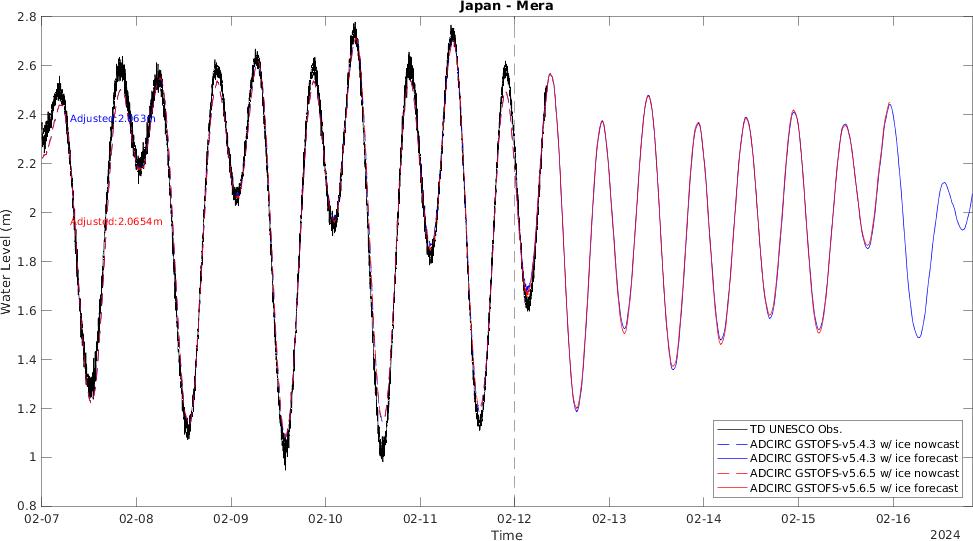 Japan - Mera
2.8
2.6
2.4
2.2
2
1.8
1.6
1.4
1.2
1
0.8
Water Level (m)
Adjusted:2.063m
Adjusted:2.0654m
TD UNESCO Obs.
ADCIRC GSTOFS-v5.4.3 w/ ice nowcast
ADCIRC GSTOFS-v5.4.3 w/ ice forecast
ADCIRC GSTOFS-v5.6.5 w/ ice nowcast
ADCIRC GSTOFS-v5.6.5 w/ ice forecast
02-07 02-08 02-09 02-10 02-11 02-12 02-13 02-14 02-15 02-16
Time
2024